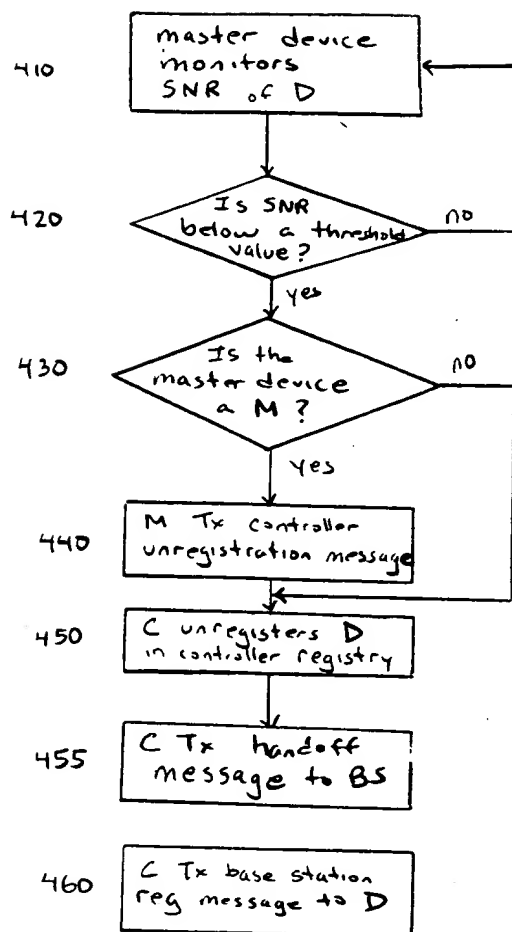 410
master device
monitors
SNR of D
420
Is SNR
below a threshold
value?
no
yes
430
Is the
master device
a M?
no
yes
440
M Tx controller
unregistration message
450
C unregisters D
in controller registry
455
C Tx handoff
message to BS
460
C Tx base station
reg message to D